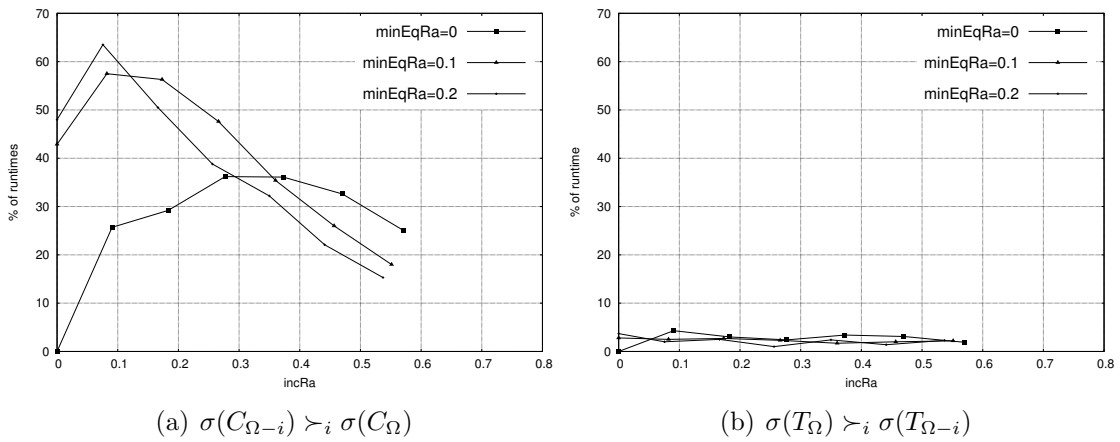 70
60
50
40
30
20
10
0
% of runtimes
minEqRa=0
minEqRa=0.1
minEqRa=0.2
0 0.1 0.2 0.3 0.4 0.5 0.6 0.7 0.8
incRa
(a) σ(C_{Ω−i}) ≻_i σ(C_Ω)
70
60
50
40
30
20
10
0
% of runtime
minEqRa=0
minEqRa=0.1
minEqRa=0.2
0 0.1 0.2 0.3 0.4 0.5 0.6 0.7 0.8
incRa
(b) σ(T_Ω) ≻_i σ(T_{Ω−i})